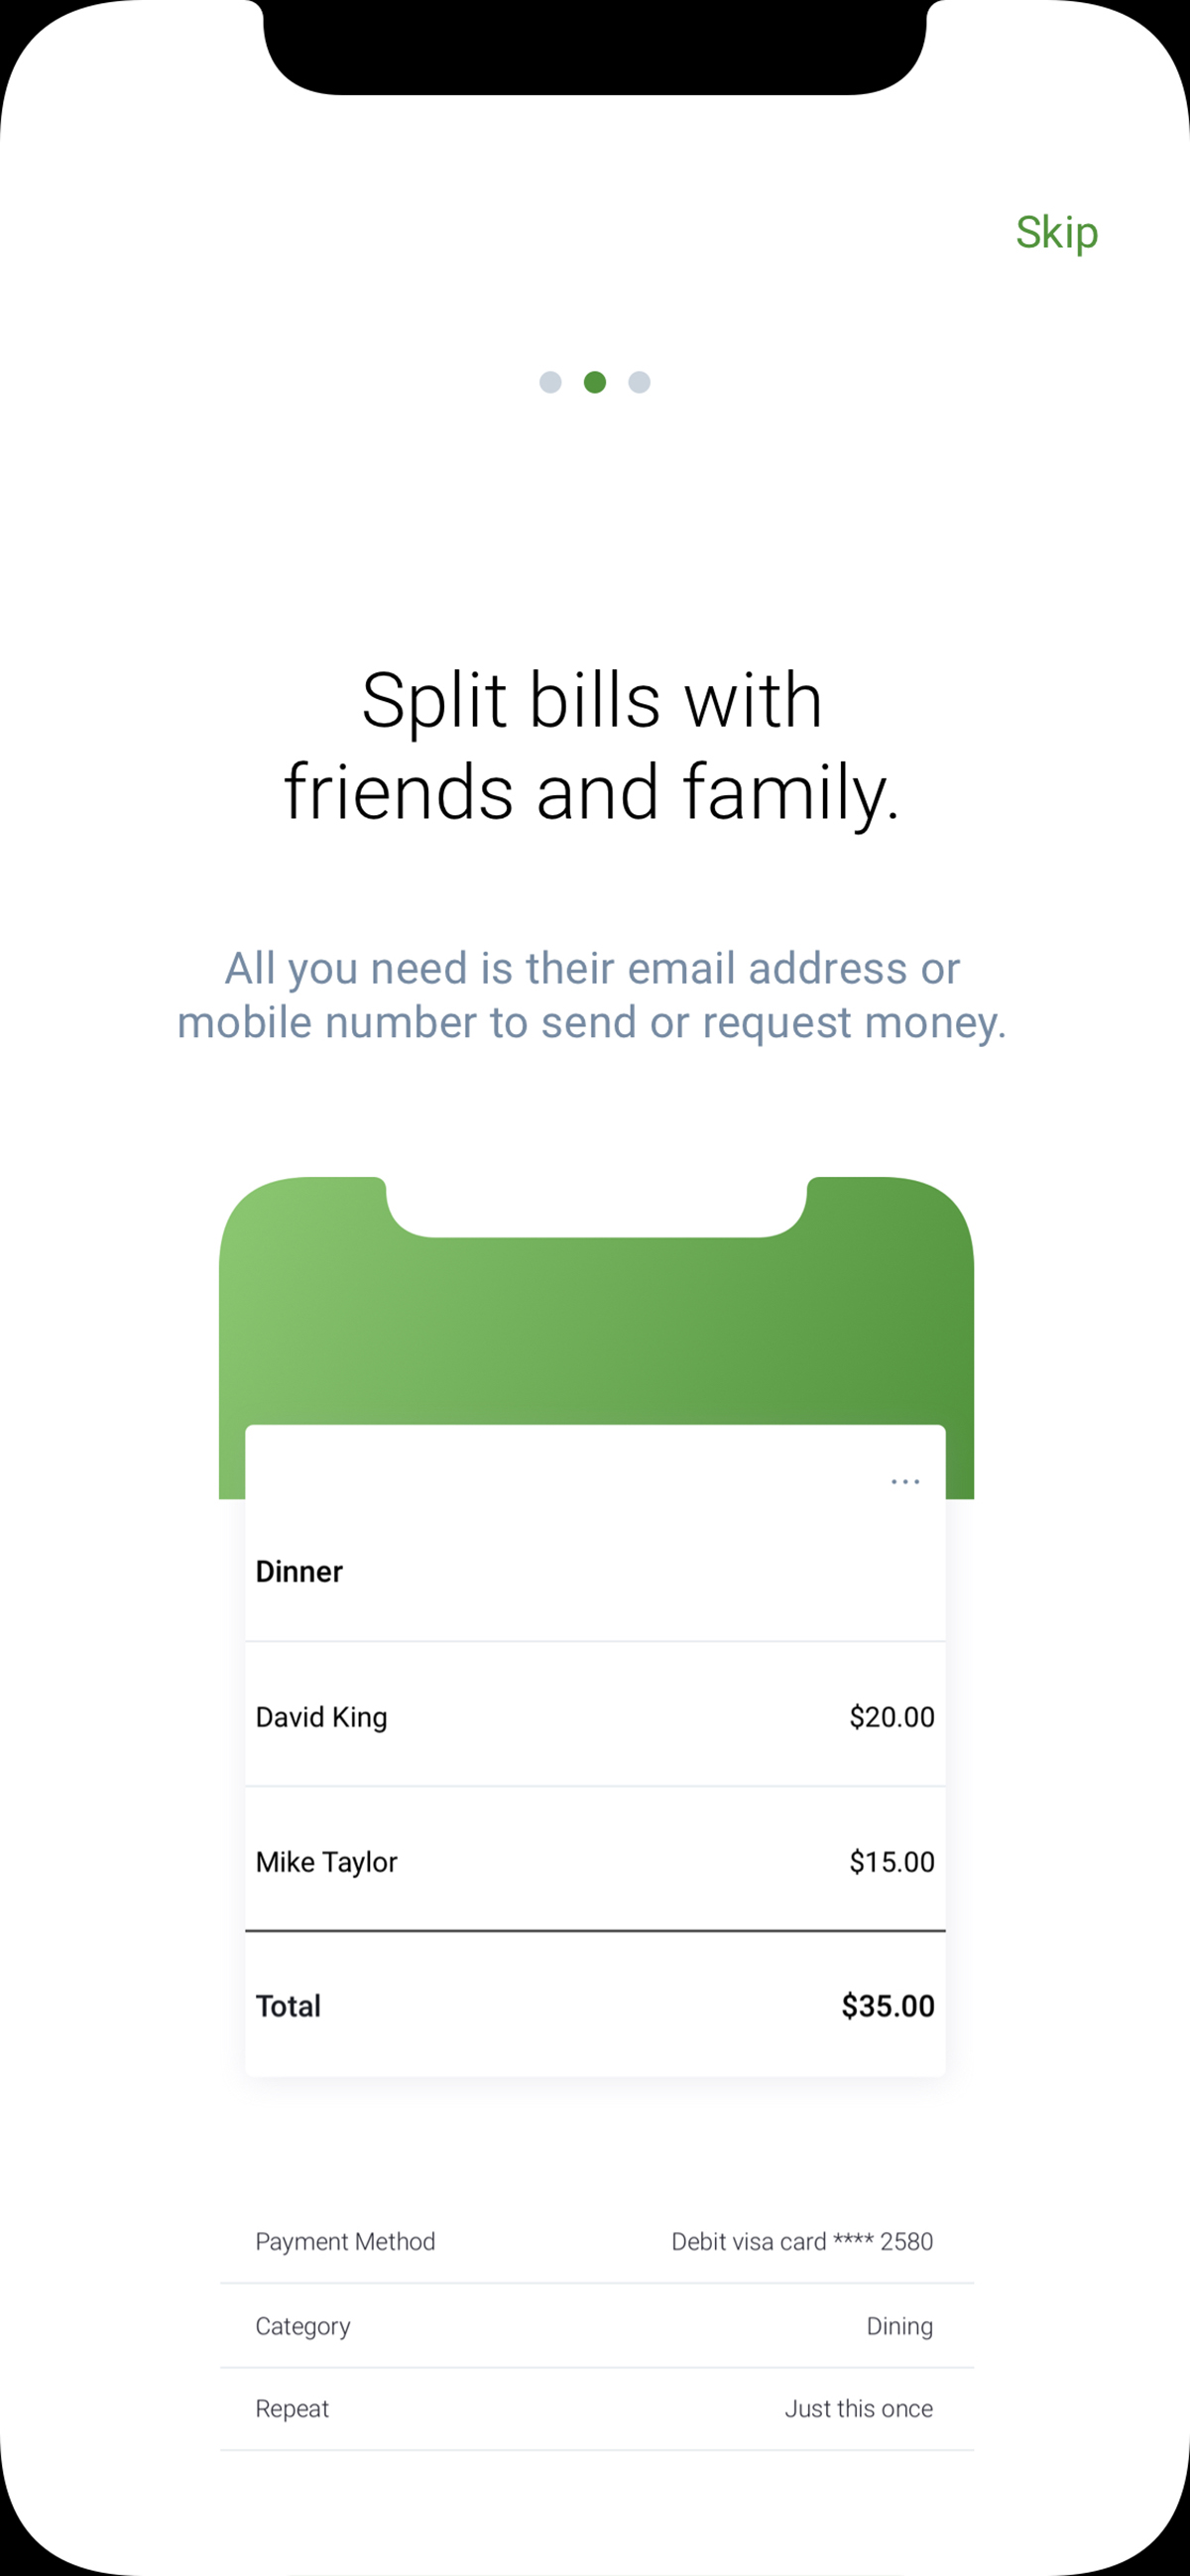 Skip
Split bills with
friends and family.
All you need is their email address or
mobile number to send or request money.
Dinner
David King $20.00
Mike Taylor $15.00
Total $35.00
Payment Method Debit visa card **** 2580
Category Dining
Repeat Just this once